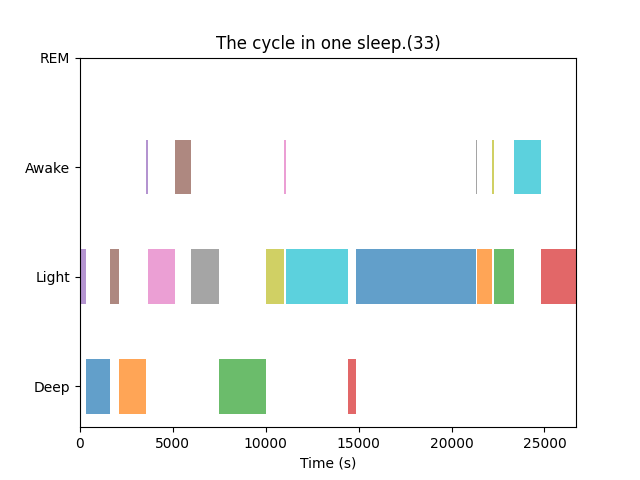 The cycle in one sleep.(33)
REM
Awake
Light
Deep
0 5000 10000 15000 20000 25000
Time (s)